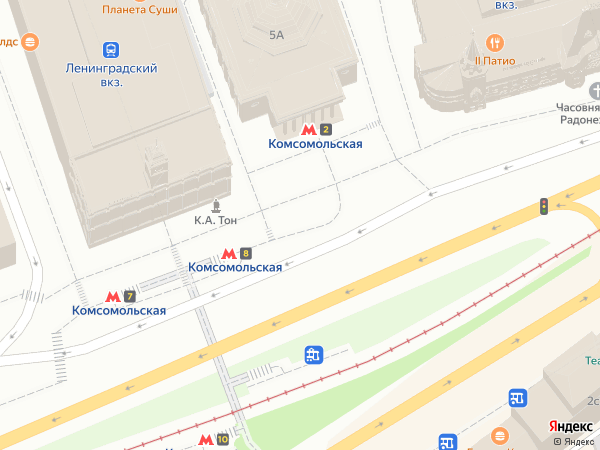 Планета Суши
лдс
Ленинградский
вкз.
5А
вкз.
II Патио
Часовня
Радонеж
2
Комсомольская
К.А. Тон
8
Комсомольская
7
Комсомольская
Теа
2с
10
Яндекс
© Яндекс